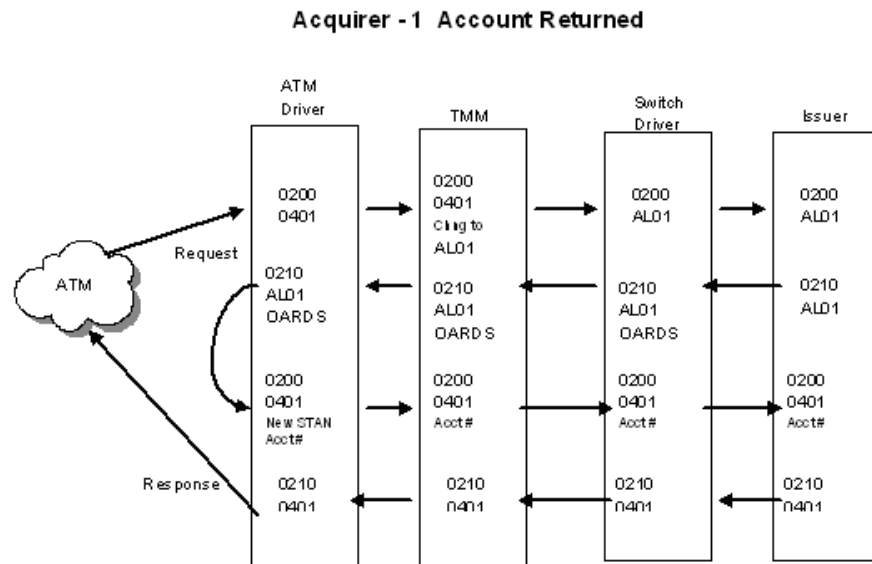 Acquirer - 1 Account Returned
ATM
Driver
TMM
Switch
Driver
Issuer
0200
0401
0200
0401
Chng to
AL01
0200
AL01
0200
AL01
Request
ATM
0210
AL01
OARDS
0210
AL01
OARDS
0210
AL01
OARDS
0210
AL01
0200
0401
New STAN
Acct#
0200
0401
Acct#
0200
0401
Acct#
0200
0401
Acct#
Response
0210
0401
0210
0401
0210
0401
0210
0401